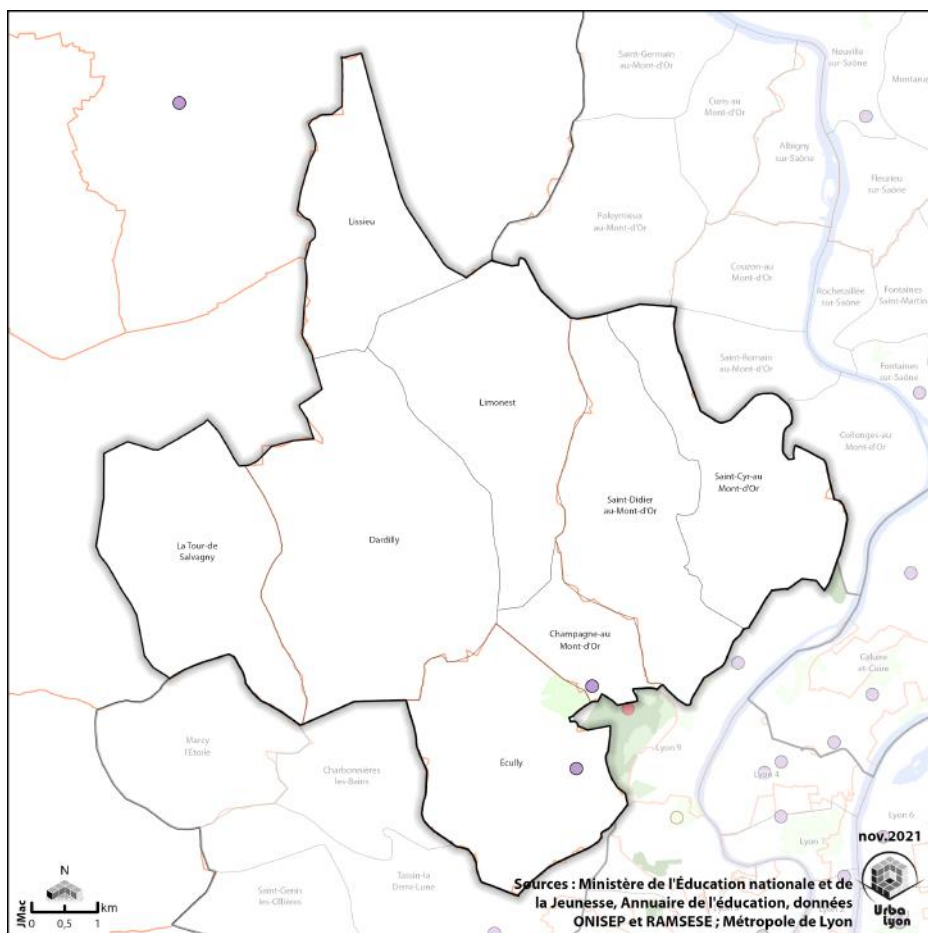 Saint-Germain
au-Mont-d'Or
Neuville
sur-Saône
Montanay
Curis-au
Mont-d'Or
Albigny
sur-Saône
Fleurieu
sur-Saône
Lissieu
Poleymieux
au-Mont-d'Or
Couzon-au
Mont-d'Or
Rochetaillée
sur-Saône
Fontaines
Saint-Martin
Saint-Romain
au-Mont-d'Or
Fontaines
sur-Saône
Limonest
Collonges-au
Mont-d'Or
Saint-Cyr-au
Mont-d'Or
Saint-Didier
au-Mont-d'Or
La Tour-de
Salvagny
Dardilly
Champagne-au
Mont-d'Or
Caluire
et-Cuire
Marcy
l'Etoile
Lyon 9
Écully
Charbonnières
les-Bains
Lyon 4
Lyon 6
Lyon 1
nov.2021
Tassin-la
Demi-Lune
Saint-Genis
les-Ollières
N
0 0,5 1 km
JMac
Sources : Ministère de l'Éducation nationale et de
la Jeunesse, Annuaire de l'éducation, données
ONISEP et RAMSESE ; Métropole de Lyon
Urba
Lyon